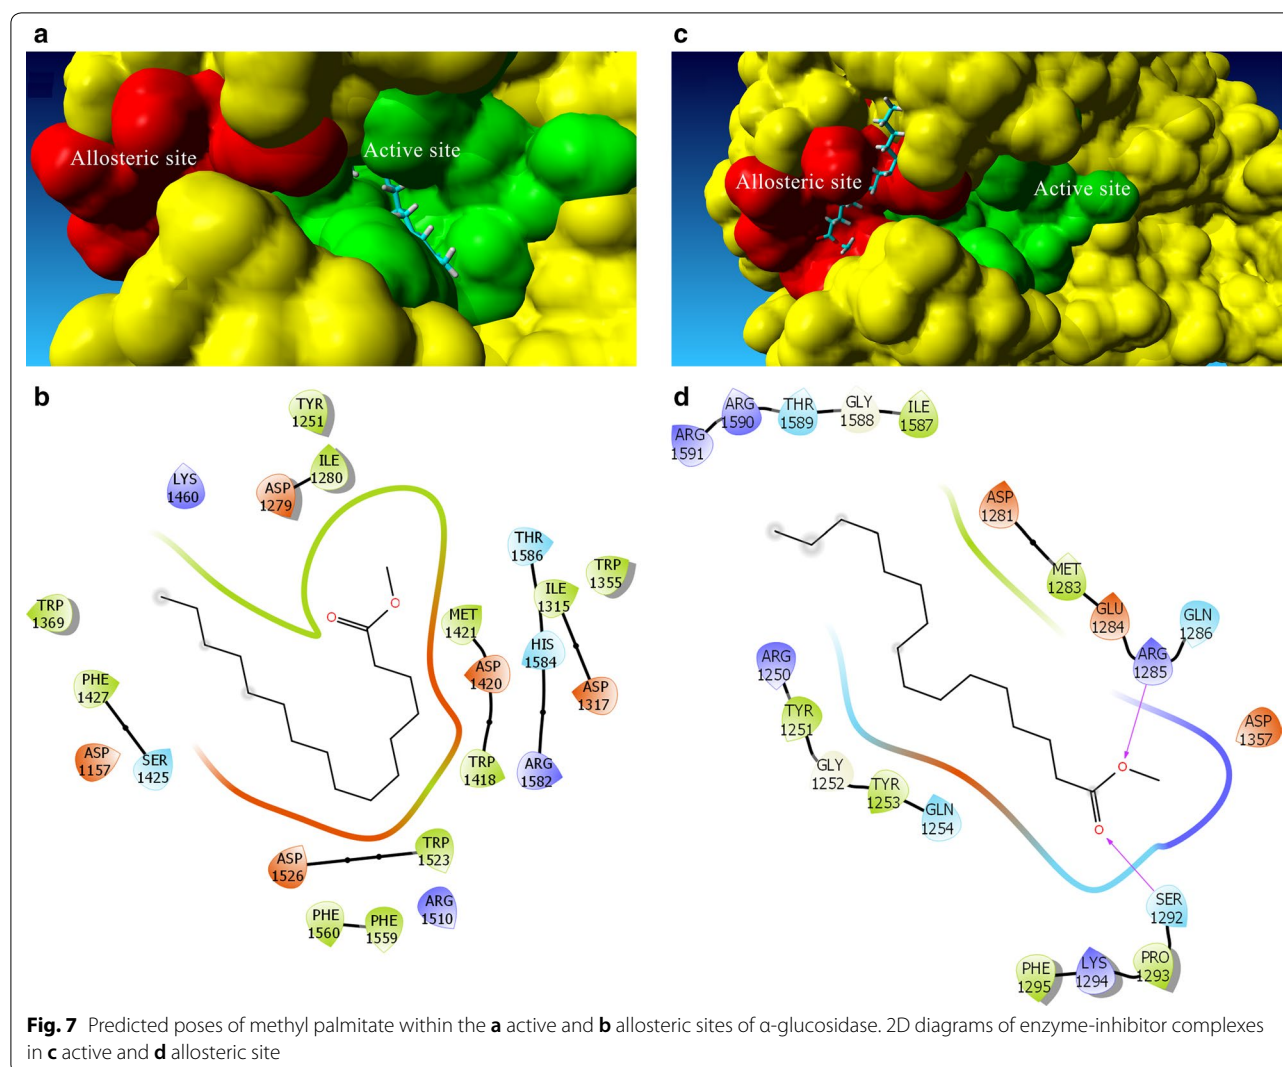 a
Allosteric site
Active site
c
Allosteric site
Active site
b
TYR
1251
ILE
1280
LYS
1460
ASP
1279
THR
1586
TRP
1355
ILE
1315
TRP
1369
MET
1421
HIS
1584
ASP
1420
PHE
1427
ASP
1317
ASP
1157
SER
1425
TRP
1418
ARG
1582
O
O
TRP
1523
ASP
1526
ARG
1510
PHE
1560
PHE
1559
d
ARG
1591
ARG
1590
THR
1589
GLY
1588
ILE
1587
ASP
1281
MET
1283
GLU
1284
GLN
1286
ARG
1285
ARG
1250
TYR
1251
GLY
1252
TYR
1253
GLN
1254
ASP
1357
O
O
SER
1292
PRO
1293
LYS
1294
PHE
1295
Fig. 7 Predicted poses of methyl palmitate within the a active and b allosteric sites of α-glucosidase. 2D diagrams of enzyme-inhibitor complexes
in c active and d allosteric site